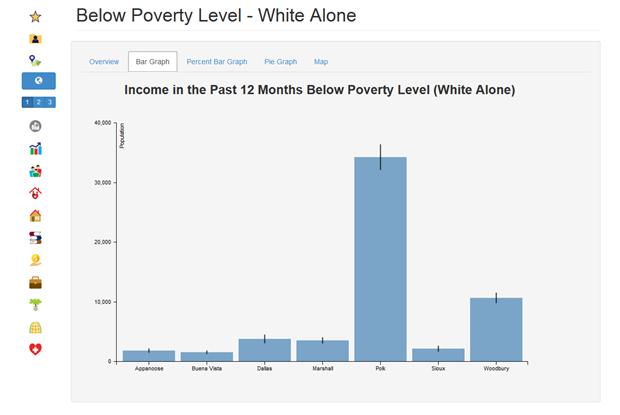 Below Poverty Level - White Alone
1 2 3
Overview Bar Graph Percent Bar Graph Pie Graph Map
Income in the Past 12 Months Below Poverty Level (White Alone)
Population
40,000
30,000
20,000
10,000
0
Appanoose Buena Vista Dallas Marshall Polk Sioux Woodbury